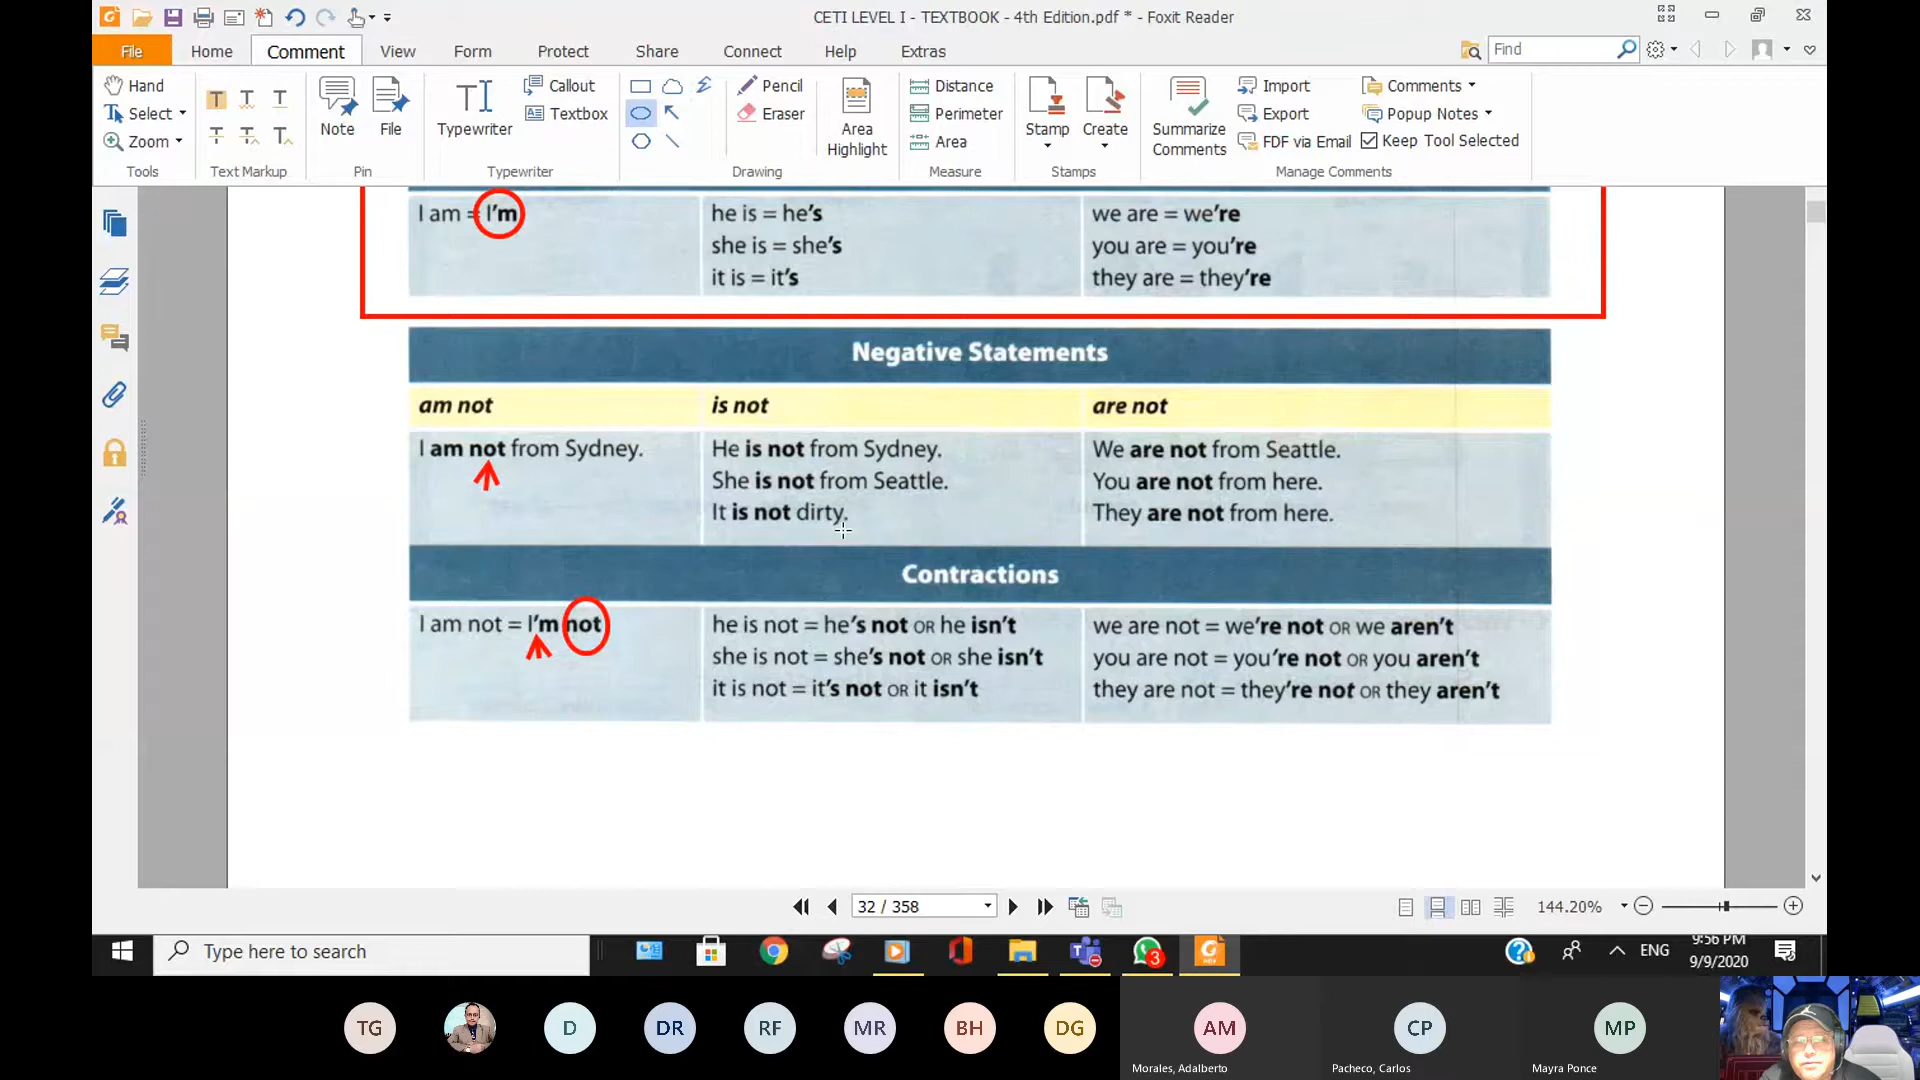 CETI LEVEL I - TEXTBOOK - 4th Edition.pdf * - Foxit Reader
File Home Comment View Form Protect Share Connect Help Extras Find
Hand
Select
Zoom
Tools
Text Markup
Note
File
Pin
Typewriter
Callout
Textbox
Typewriter
Pencil
Eraser
Area
Highlight
Drawing
Distance
Perimeter
Area
Measure
Stamp
Create
Stamps
Summarize
Comments
Import
Export
FDF via Email
Comments
Popup Notes
Keep Tool Selected
Manage Comments
I am = I'm
he is = he's
she is = she's
it is = it's
we are = we're
you are = you're
they are = they're
Negative Statements
am not
is not
are not
I am not from Sydney.
He is not from Sydney.
She is not from Seattle.
It is not dirty.
We are not from Seattle.
You are not from here.
They are not from here.
Contractions
I am not = I'm not
he is not = he's not OR he isn't
she is not = she's not OR she isn't
it is not = it's not OR it isn't
we are not = we're not OR we aren't
you are not = you're not OR you aren't
they are not = they're not OR they aren't
32 / 358
144.20%
Type here to search
3
ENG
9:56 PM
9/9/2020
TG
D
DR
RF
MR
BH
DG
AM
CP
MP
Morales, Adalberto
Pacheco, Carlos
Mayra Ponce